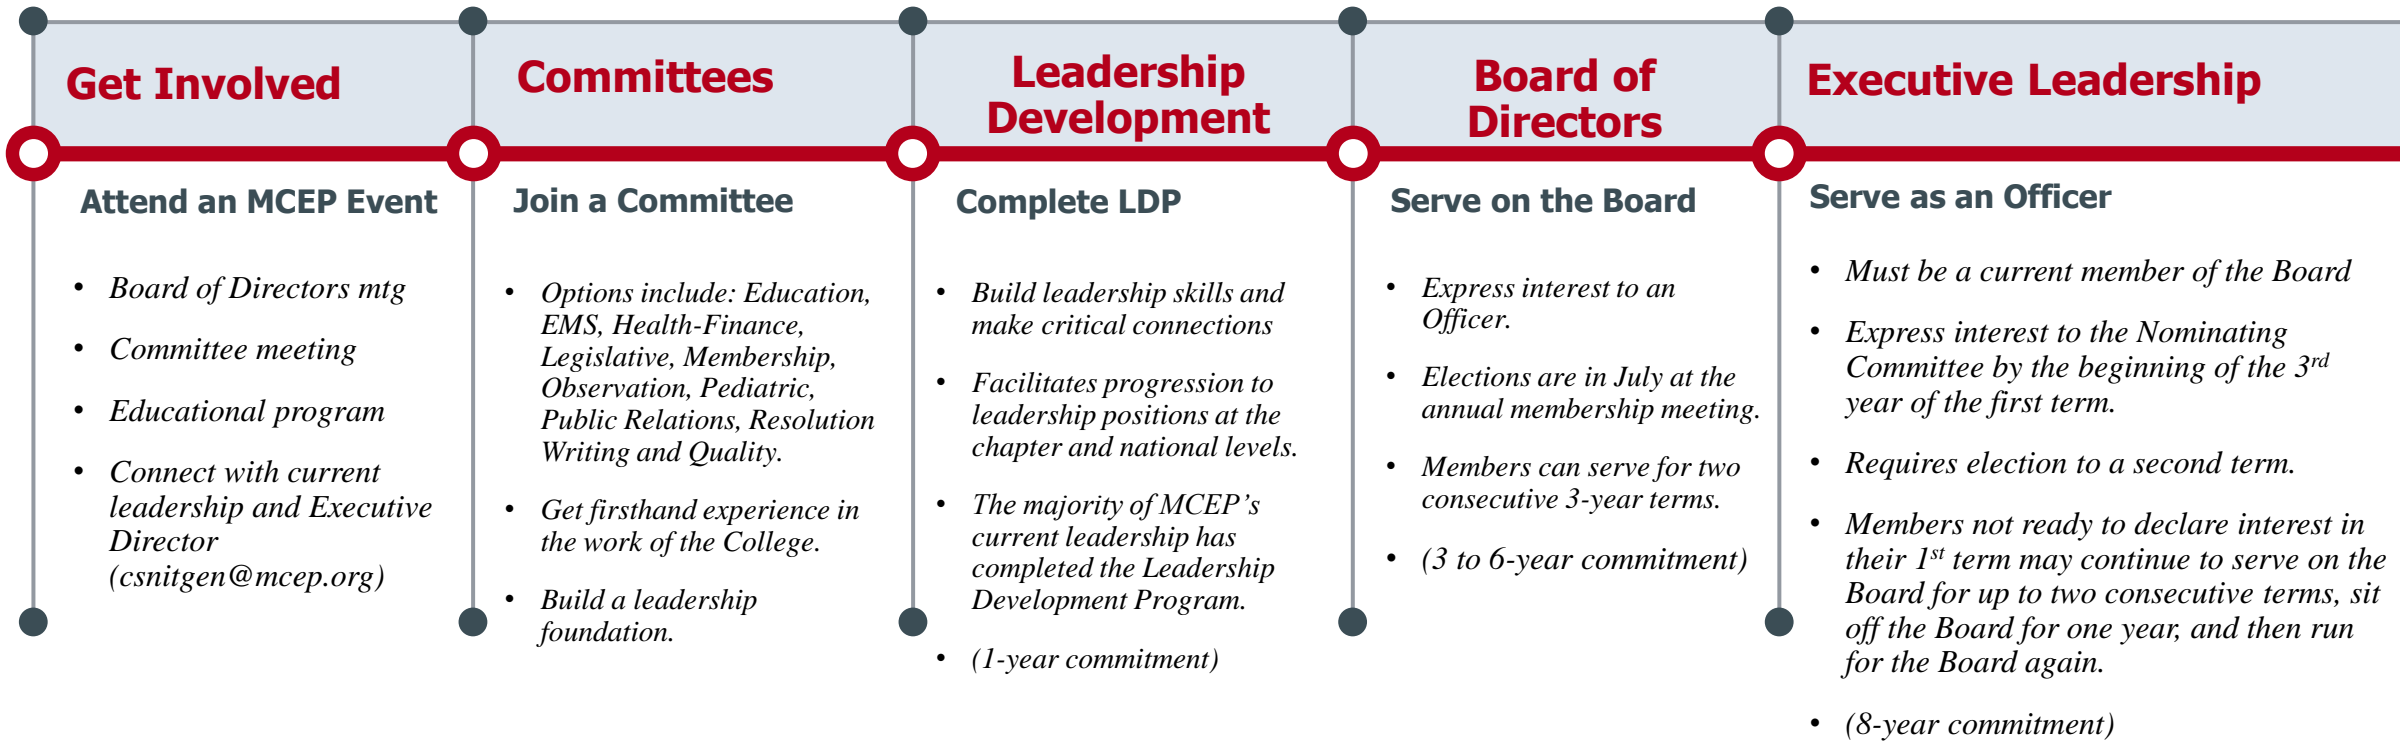 Get Involved
Attend an MCEP Event
• Board of Directors mtg
• Committee meeting
• Educational program
• Connect with current
leadership and Executive
Director
(csnitgen@mcep.org)
Committees
Join a Committee
• Options include: Education,
EMS, Health-Finance,
Legislative, Membership,
Observation, Pediatric,
Public Relations, Resolution
Writing and Quality.
• Get firsthand experience in
the work of the College.
• Build a leadership
foundation.
Leadership
Development
Complete LDP
• Build leadership skills and
make critical connections
• Facilitates progression to
leadership positions at the
chapter and national levels.
• The majority of MCEP’s
current leadership has
completed the Leadership
Development Program.
• (1-year commitment)
Board of
Directors
Serve on the Board
• Express interest to an
Officer.
• Elections are in July at the
annual membership meeting.
• Members can serve for two
consecutive 3-year terms.
• (3 to 6-year commitment)
Executive Leadership
Serve as an Officer
• Must be a current member of the Board
• Express interest to the Nominating
Committee by the beginning of the 3rd
year of the first term.
• Requires election to a second term.
• Members not ready to declare interest in
their 1st term may continue to serve on the
Board for up to two consecutive terms, sit
off the Board for one year, and then run
for the Board again.
• (8-year commitment)